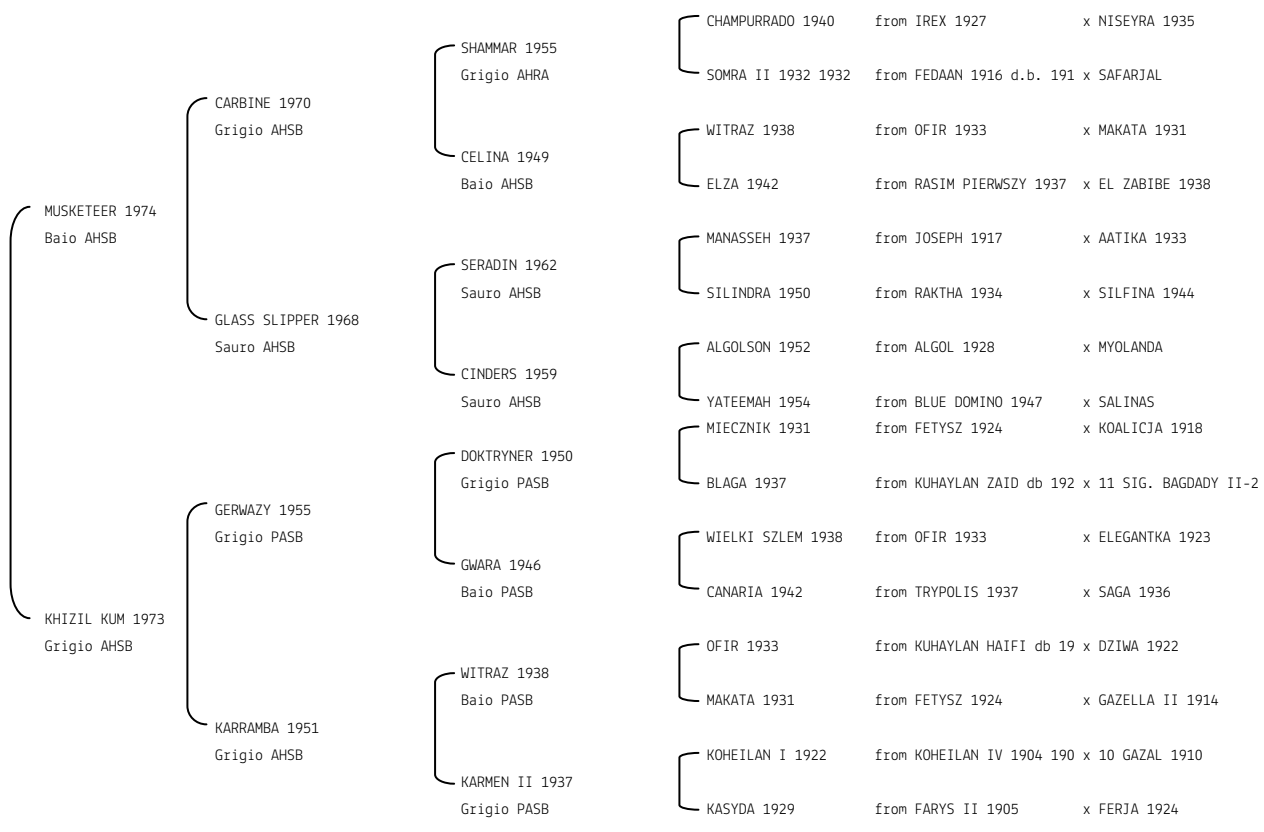 CHAMPURRADO 1940 from IREX 1927 x NISEYRA 1935
SHAMMAR 1955
Grigio AHRA SOMRA II 1932 1932 from FEDAAN 1916 d.b. 191 x SAFARJAL
CARBINE 1970
Grigio AHSB WITRAZ 1938 from OFIR 1933 x MAKATA 1931
CELINA 1949
Baio AHSB ELZA 1942 from RASIM PIERWSZY 1937 x EL ZABIBE 1938
MUSKETEER 1974
Baio AHSB MANASSEH 1937 from JOSEPH 1917 x AATIKA 1933
SERADIN 1962
Sauro AHSB SILINDRA 1950 from RAKTHA 1934 x SILFINA 1944
GLASS SLIPPER 1968
Sauro AHSB ALGOLSON 1952 from ALGOL 1928 x MYOLANDA
CINDERS 1959
Sauro AHSB YATEEMAH 1954 from BLUE DOMINO 1947 x SALINAS
MIECZNIK 1931 from FETYSZ 1924 x KOALICJA 1918
DOKTRYNER 1950
Grigio PASB BLAGA 1937 from KUHAYLAN ZAID db 192 x 11 SIG. BAGDADY II-2
GERWAZY 1955
Grigio PASB WIELKI SZLEM 1938 from OFIR 1933 x ELEGANTKA 1923
GWARA 1946
Baio PASB CANARIA 1942 from TRYPOLIS 1937 x SAGA 1936
KHIZIL KUM 1973
Grigio AHSB OFIR 1933 from KUHAYLAN HAIFI db 19 x DZIWA 1922
WITRAZ 1938
Baio PASB MAKATA 1931 from FETYSZ 1924 x GAZELLA II 1914
KARRAMBA 1951
Grigio AHSB KOHEILAN I 1922 from KOHEILAN IV 1904 190 x 10 GAZAL 1910
KARMEN II 1937
Grigio PASB KASYDA 1929 from FARYS II 1905 x FERJA 1924